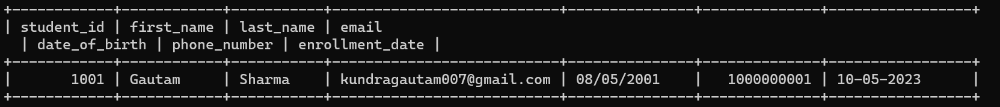 +------------+------------+-----------+---------------------------+---------------+--------------+-----------------+
| student_id | first_name | last_name | email
  | date_of_birth | phone_number | enrollment_date |
+------------+------------+-----------+---------------------------+---------------+--------------+-----------------+
|       1001 | Gautam     | Sharma    | kundragautam007@gmail.com | 08/05/2001    |   1000000001 | 10-05-2023      |
+------------+------------+-----------+---------------------------+---------------+--------------+-----------------+